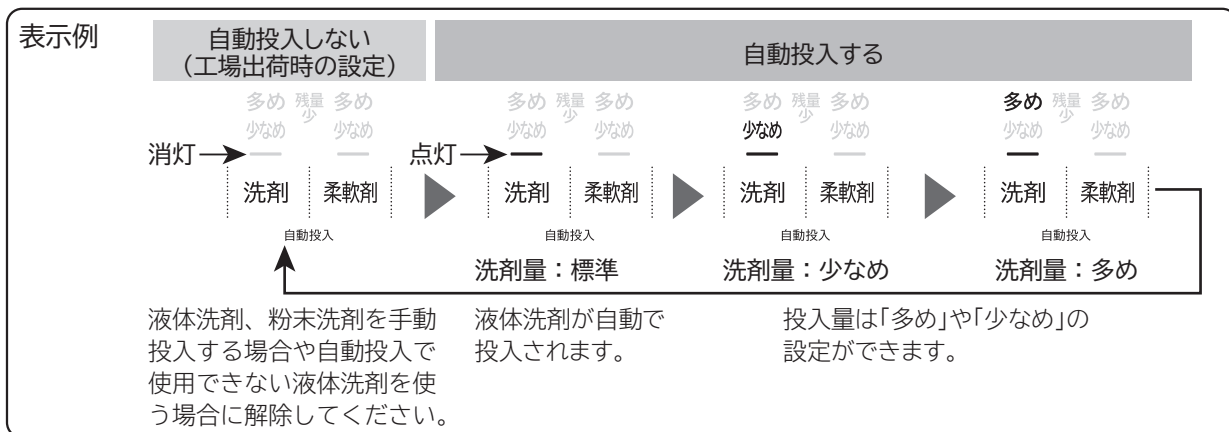 表示例
自動投入しない
（工場出荷時の設定）
自動投入する
多め 残量少 多め
少なめ 少なめ
消灯
洗剤 柔軟剤
自動投入
多め 残量少 多め
少なめ 少なめ
点灯
洗剤 柔軟剤
自動投入
洗剤量：標準
多め 残量少 多め
少なめ 少なめ
洗剤 柔軟剤
自動投入
洗剤量：少なめ
多め 残量少 多め
少なめ 少なめ
洗剤 柔軟剤
自動投入
洗剤量：多め
液体洗剤、粉末洗剤を手動
投入する場合や自動投入で
使用できない液体洗剤を使
う場合に解除してください。
液体洗剤が自動で
投入されます。
投入量は｢多め｣や｢少なめ｣の
設定ができます。